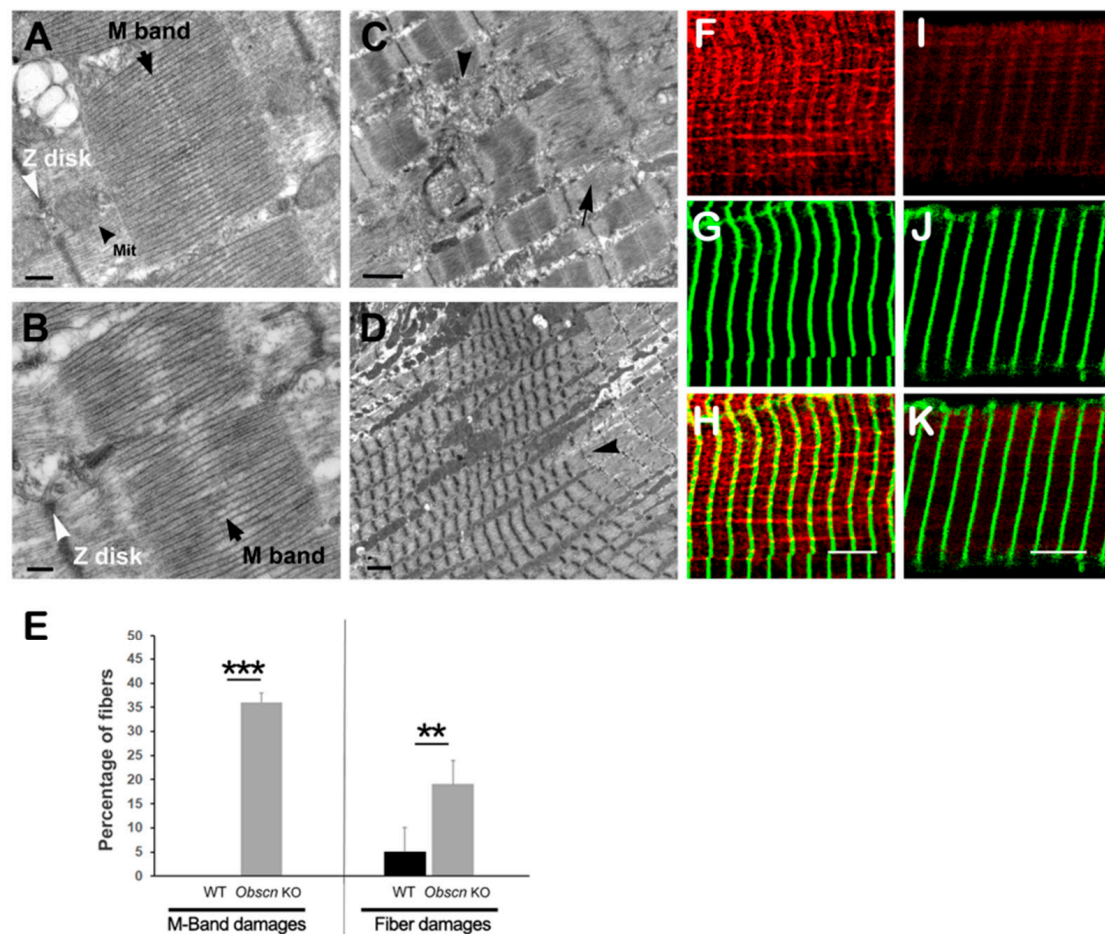 A
M band
Z disk
Mit
B
Z disk
M band
C
D
F
G
H
I
J
K
E
Percentage of fibers
50
45
40
35
30
25
20
15
10
5
0
***
**
WT Obscn KO
WT Obscn KO
M-Band damages
Fiber damages